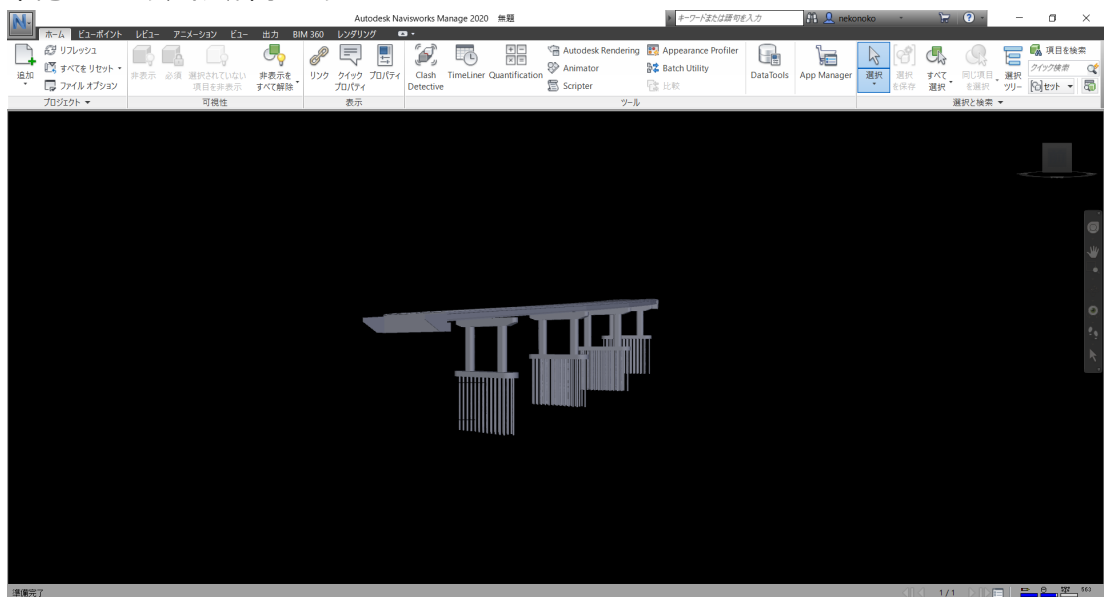 Autodesk Navisworks Manage 2020 無題
キーワードまたは語句を入力
nekonoko
ホーム ビューポイント レビュー アニメーション ビュー 出力 BIM 360 レンダリング
追加
リフレッシュ
すべてをリセット
ファイル オプション
プロジェクト
非表示
必須
選択されていない
項目を非表示
非表示を
すべて解除
可視性
リンク
クイック
プロパティ
プロパティ
表示
Clash
Detective
TimeLiner
Quantification
Autodesk Rendering
Animator
Scripter
Appearance Profiler
Batch Utility
比較
DataTools
App Manager
ツール
選択
選択
を保存
すべて
選択
同じ項目
を選択
選択
ツリー
項目を検索
クイック検索
セット
選択と検索
準備完了
1/1
563